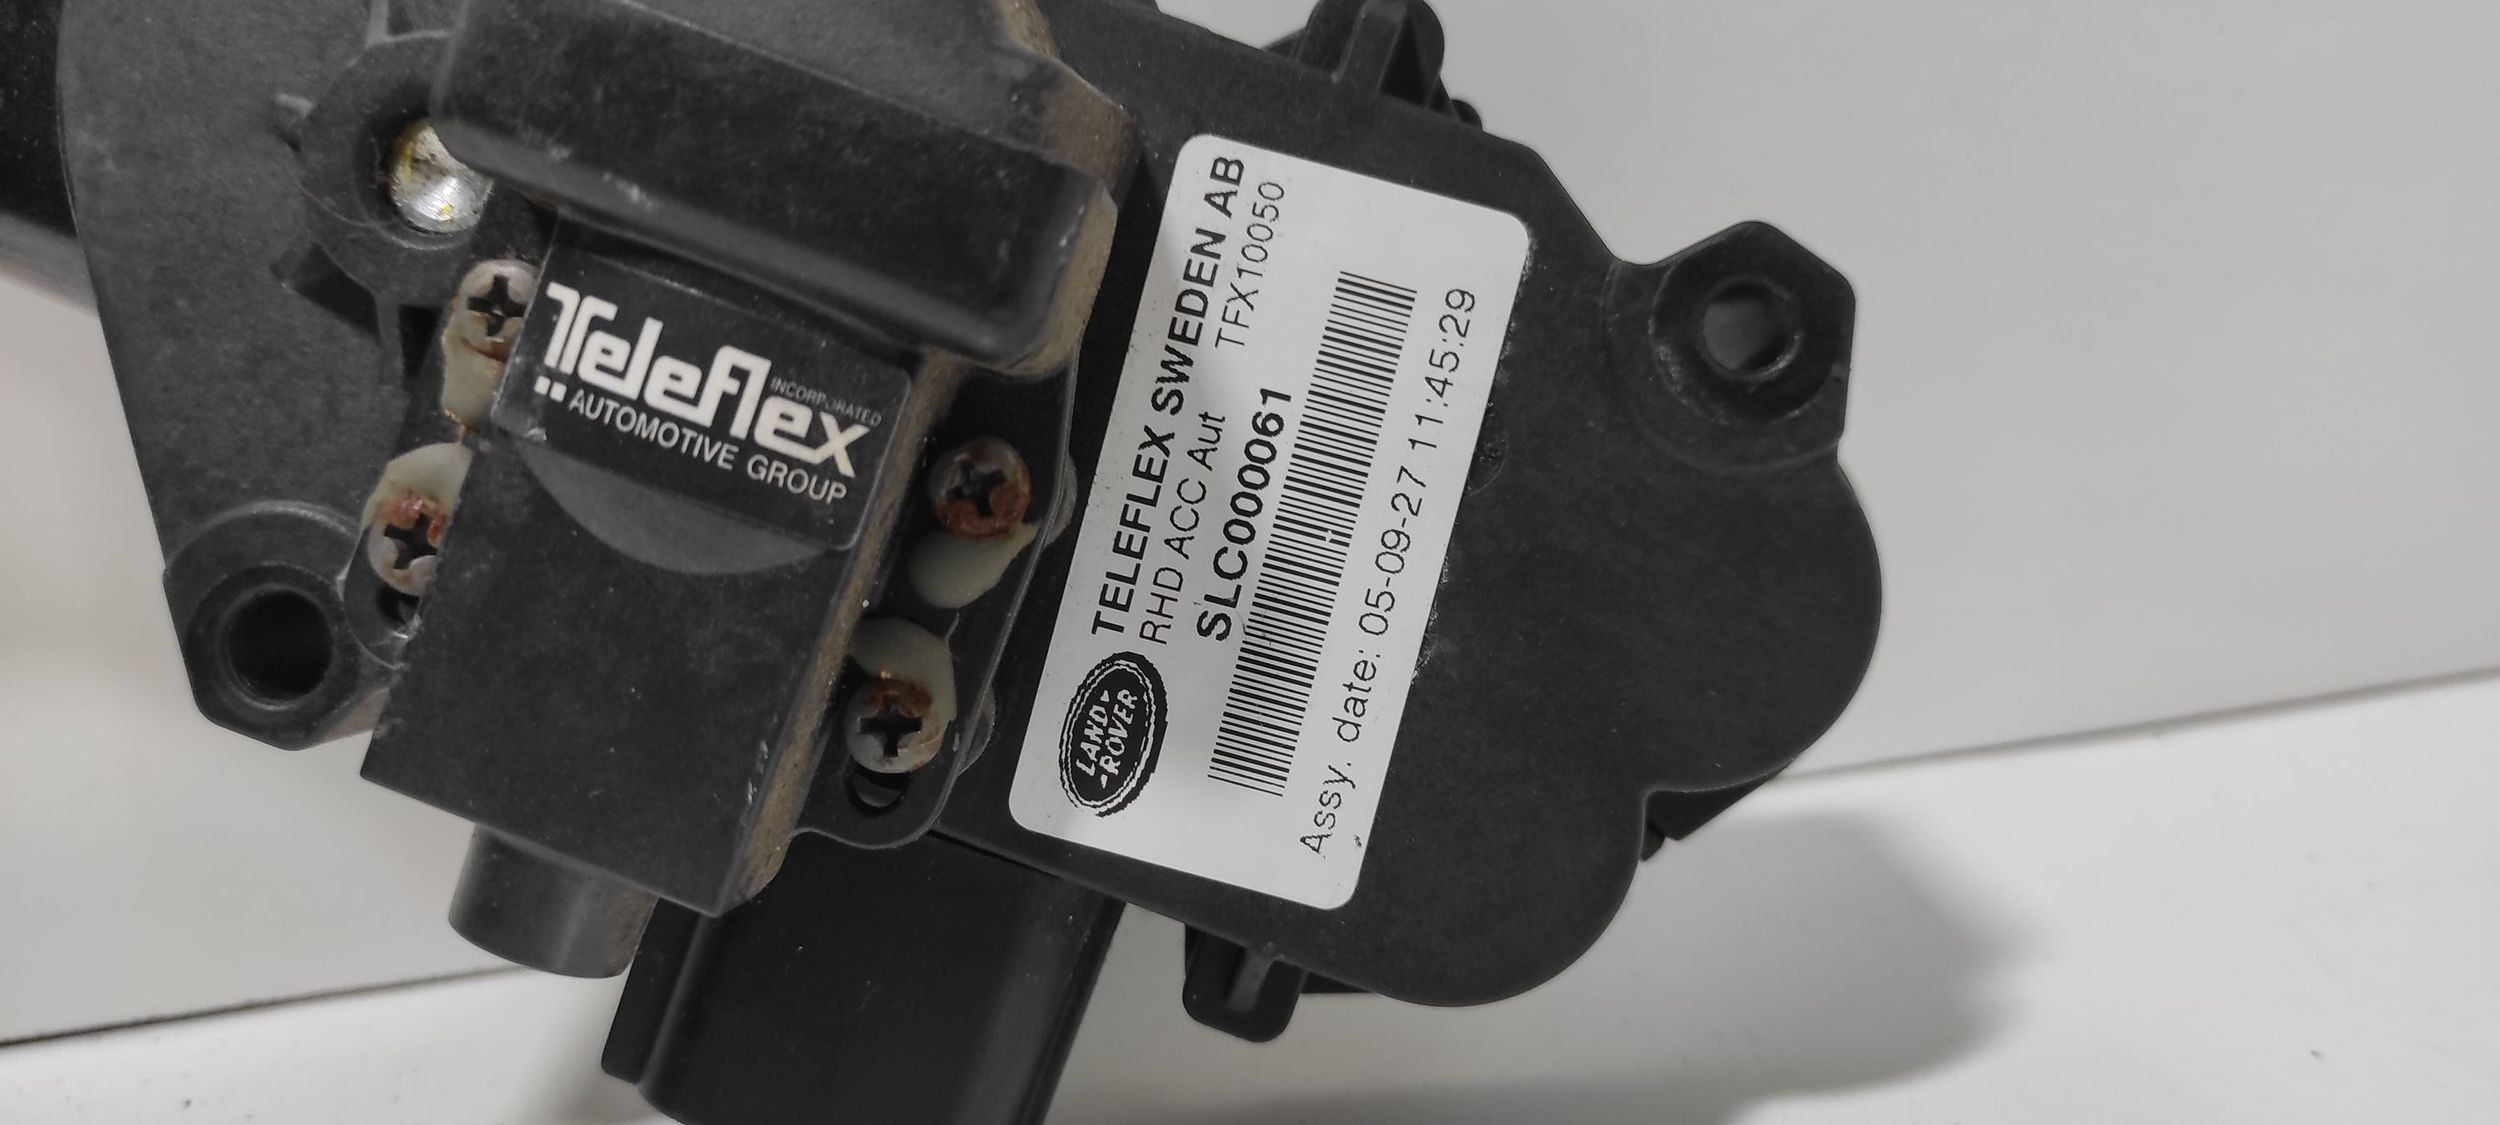 Teleflex
INCORPORATED
AUTOMOTIVE GROUP
TELEFLEX SWEDEN AB
RHD ACC Aut TFX10050
SLC000061
Assy. date: 05-09-27 11:45:29
LAND
ROVER